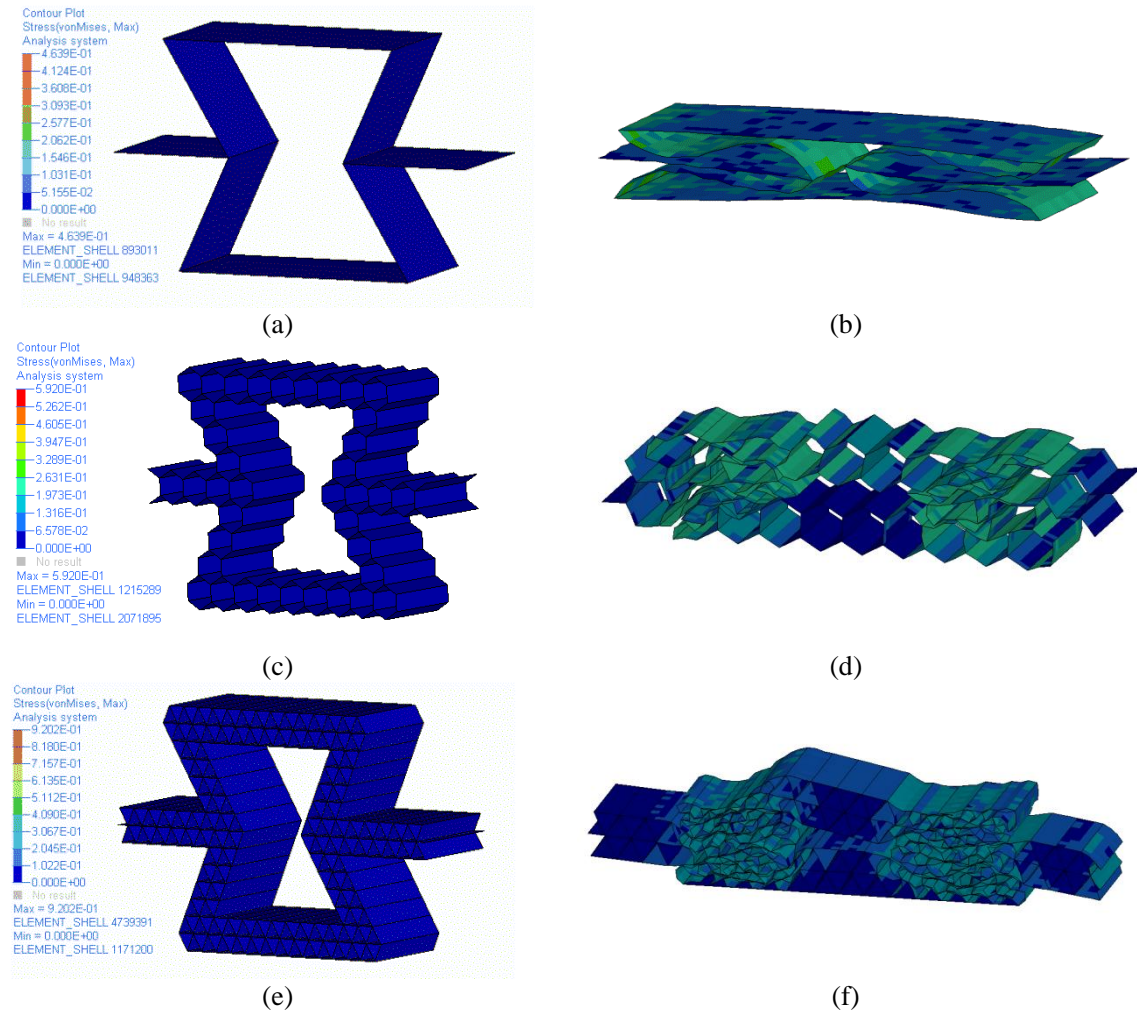 Contour Plot
Stress(vonMises, Max)
Analysis system
4.639E-01
4.124E-01
3.608E-01
3.093E-01
2.577E-01
2.062E-01
1.546E-01
1.031E-01
5.155E-02
0.000E+00
No result
Max = 4.639E-01
ELEMENT_SHELL 893011
Min = 0.000E+00
ELEMENT_SHELL 948363
(a)
(b)
Contour Plot
Stress(vonMises, Max)
Analysis system
5.920E-01
5.262E-01
4.605E-01
3.947E-01
3.289E-01
2.631E-01
1.973E-01
1.316E-01
6.578E-02
0.000E+00
No result
Max = 5.920E-01
ELEMENT_SHELL 1215289
Min = 0.000E+00
ELEMENT_SHELL 2071895
(c)
(d)
Contour Plot
Stress(vonMises, Max)
Analysis system
9.202E-01
8.180E-01
7.157E-01
6.135E-01
5.112E-01
4.090E-01
3.067E-01
2.045E-01
1.022E-01
0.000E+00
No result
Max = 9.202E-01
ELEMENT_SHELL 4739391
Min = 0.000E+00
ELEMENT_SHELL 1171200
(e)
(f)